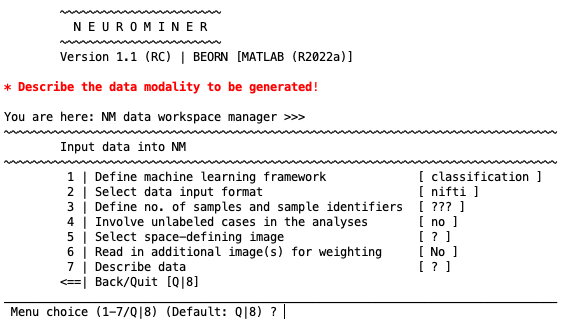 N E U R O M I N E R
Version 1.1 (RC) | BEORN [MATLAB (R2022a)]
* Describe the data modality to be generated!
You are here: NM data workspace manager >>>
Input data into NM
1 | Define machine learning framework [ classification ]
2 | Select data input format [ nifti ]
3 | Define no. of samples and sample identifiers [ ??? ]
4 | Involve unlabeled cases in the analyses [ no ]
5 | Select space-defining image [ ? ]
6 | Read in additional image(s) for weighting [ No ]
7 | Describe data [ ? ]
<==| Back/Quit [Q|8]
Menu choice (1-7/Q|8) (Default: Q|8) ? |